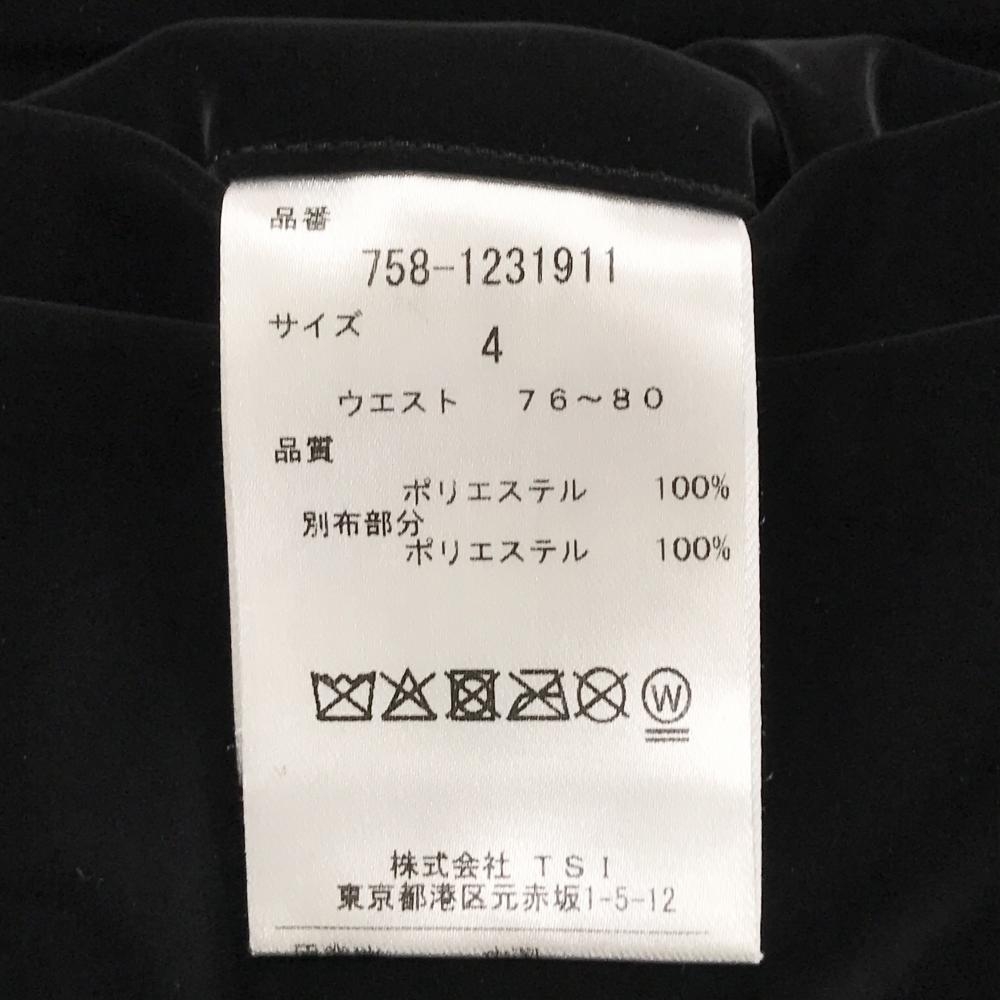 品番
758-1231911
サイズ
4
ウエスト ７６～８０
品質
ポリエステル 100%
別布部分
ポリエステル 100%
W
株式会社 ＴＳＩ
東京都港区元赤坂1-5-12